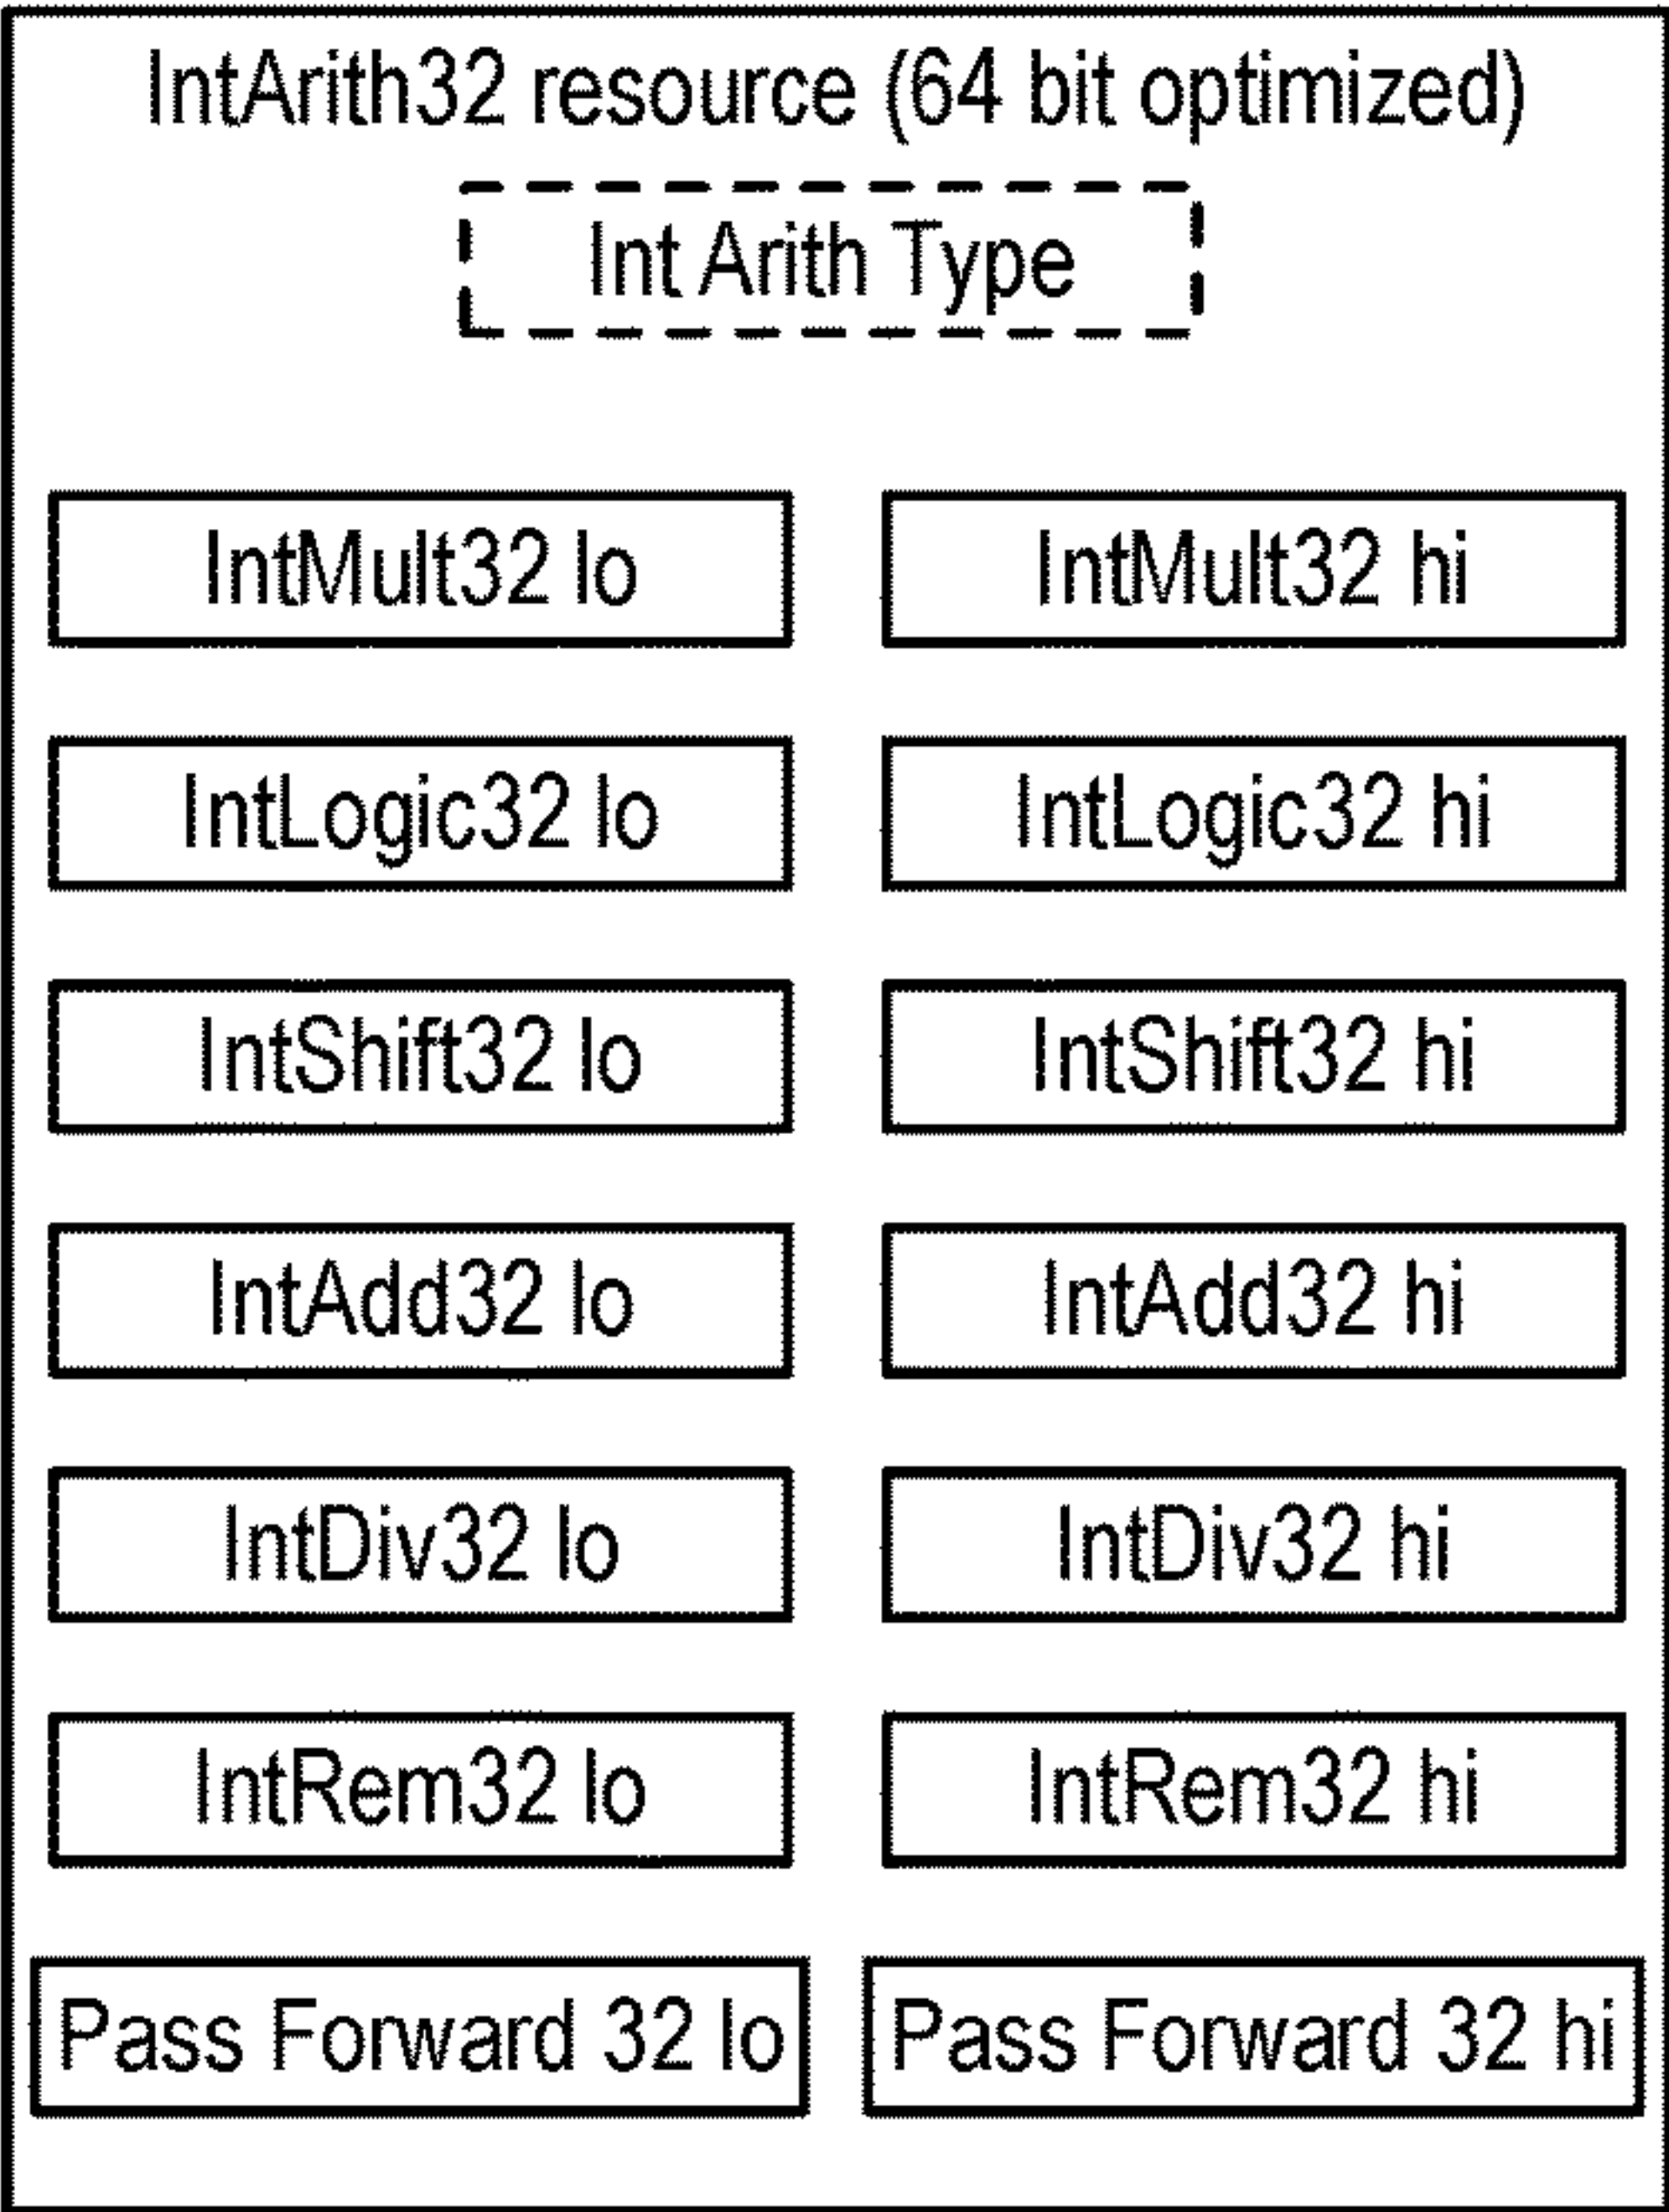 IntArith32 resource (64 bit optimized)
Int Arith Type
IntMult32 lo IntMult32 hi
IntLogic32 lo IntLogic32 hi
IntShift32 lo IntShift32 hi
IntAdd32 lo IntAdd32 hi
IntDiv32 lo IntDiv32 hi
IntRem32 lo IntRem32 hi
Pass Forward 32 lo Pass Forward 32 hi